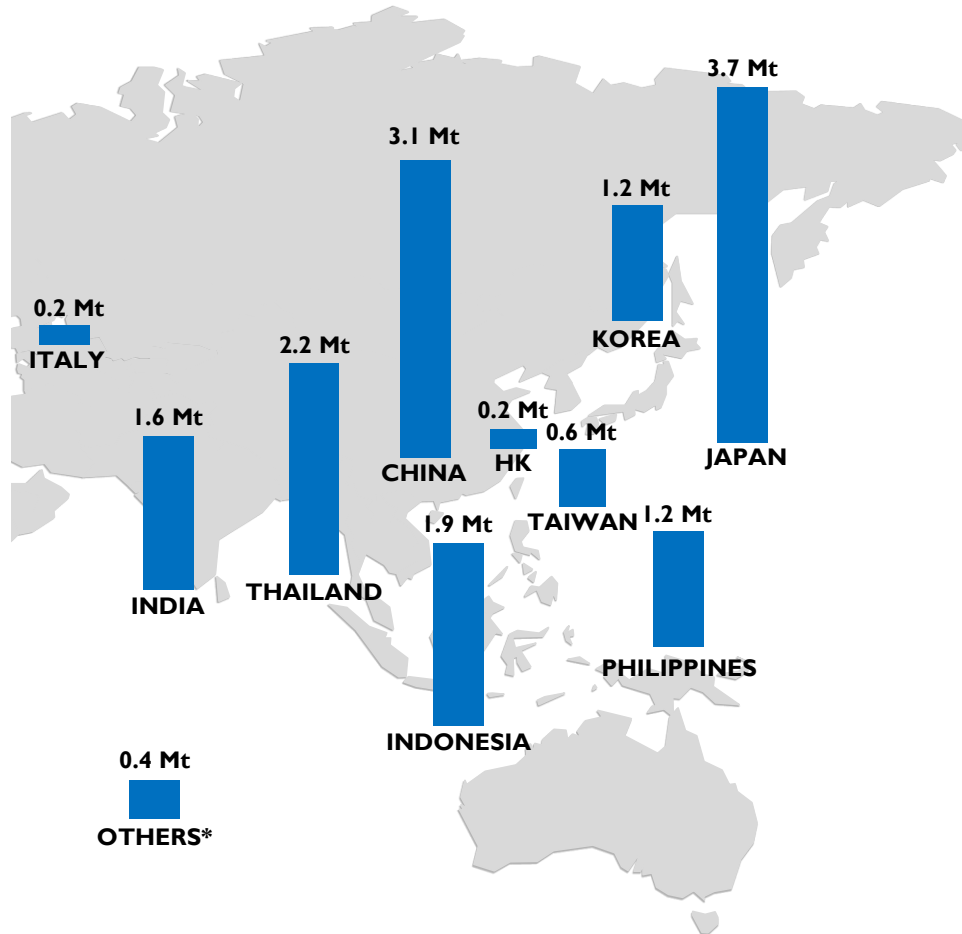 3.7 Mt
JAPAN
3.1 Mt
CHINA
1.2 Mt
KOREA
0.2 Mt
ITALY
2.2 Mt
THAILAND
1.6 Mt
INDIA
0.2 Mt
HK
0.6 Mt
TAIWAN
1.9 Mt
INDONESIA
1.2 Mt
PHILIPPINES
0.4 Mt
OTHERS*